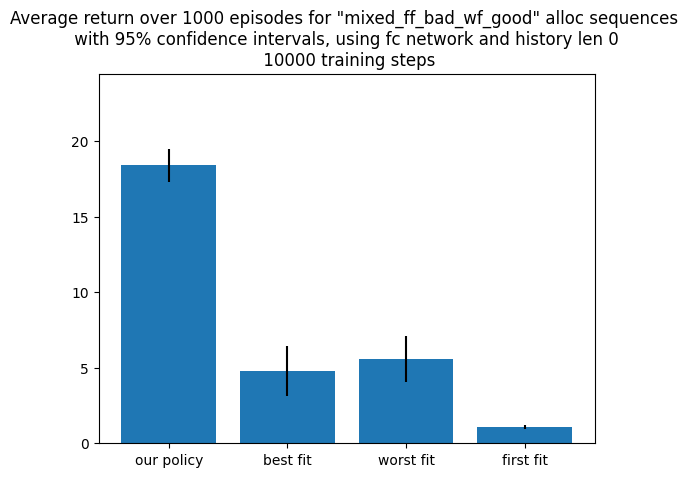 Average return over 1000 episodes for "mixed_ff_bad_wf_good" alloc sequences
with 95% confidence intervals, using fc network and history len 0
10000 training steps
20
15
10
5
0
our policy
best fit
worst fit
first fit